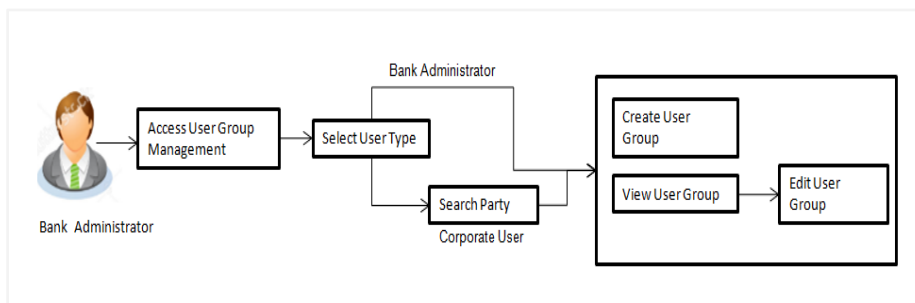 Bank Administrator
Access User Group
Management
Select User Type
Bank Administrator
Search Party
Corporate User
Create User
Group
View User Group
Edit User
Group